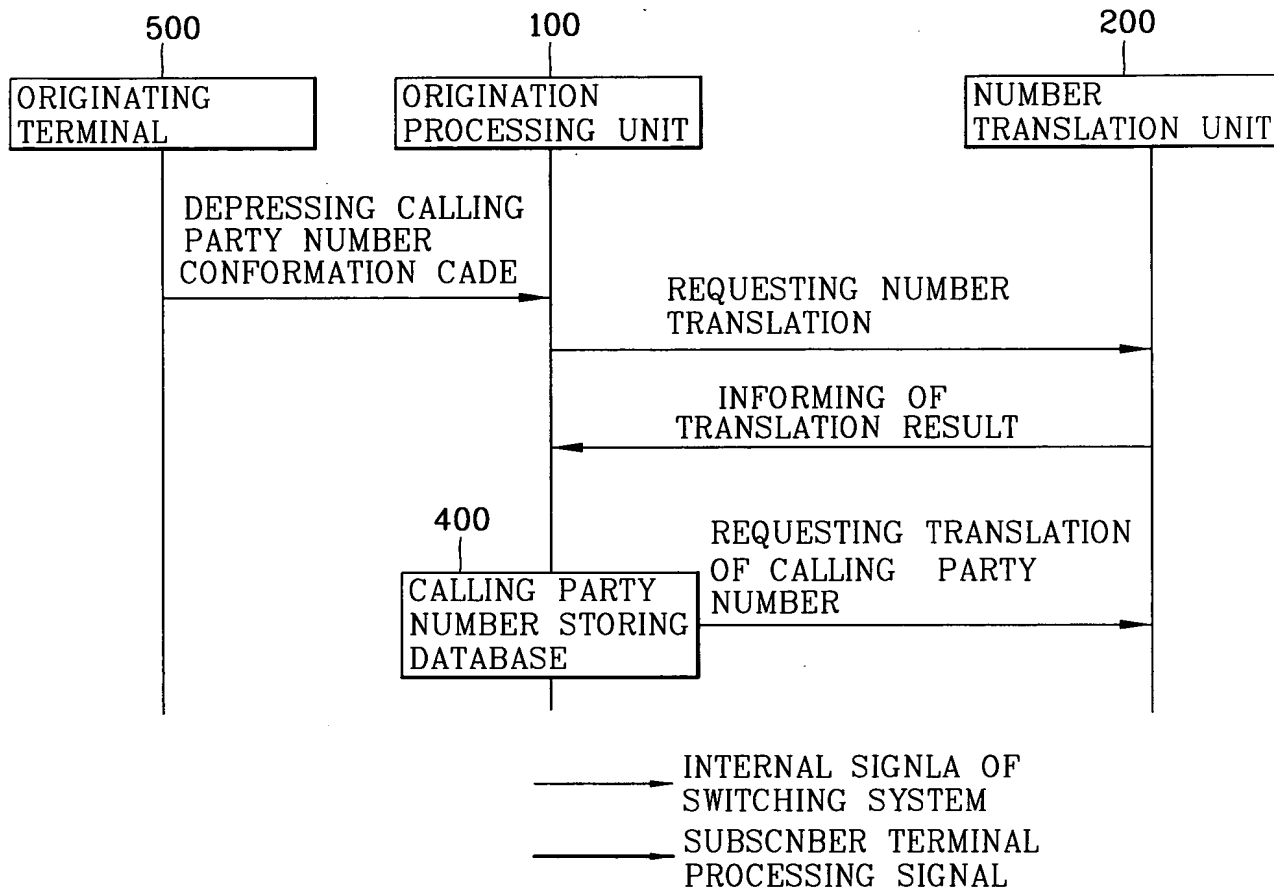 500
100
200
ORIGINATING
TERMINAL
ORIGINATION
PROCESSING UNIT
NUMBER
TRANSLATION UNIT
DEPRESSING CALLING
PARTY NUMBER
CONFORMATION CADE
REQUESTING NUMBER
TRANSLATION
INFORMING OF
TRANSLATION RESULT
400
CALLING PARTY
NUMBER STORING
DATABASE
REQUESTING TRANSLATION
OF CALLING PARTY
NUMBER
INTERNAL SIGNLA OF
SWITCHING SYSTEM
SUBSCNBER TERMINAL
PROCESSING SIGNAL